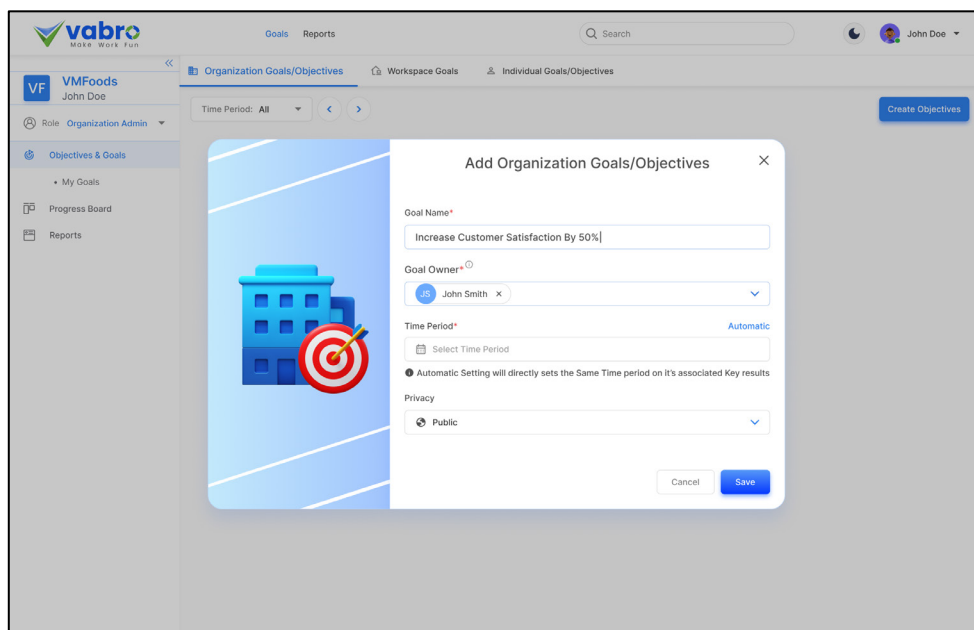 vabro
Make Work Fun
Goals Reports
Search
John Doe
VF
VMFoods
John Doe
Role Organization Admin
Objectives & Goals
• My Goals
Progress Board
Reports
Organization Goals/Objectives Workspace Goals Individual Goals/Objectives
Time Period: All
Create Objectives
Add Organization Goals/Objectives
Goal Name*
Increase Customer Satisfaction By 50%
Goal Owner*
JS John Smith
Time Period* Automatic
Select Time Period
Automatic Setting will directly sets the Same Time period on it's associated Key results
Privacy
Public
Cancel Save